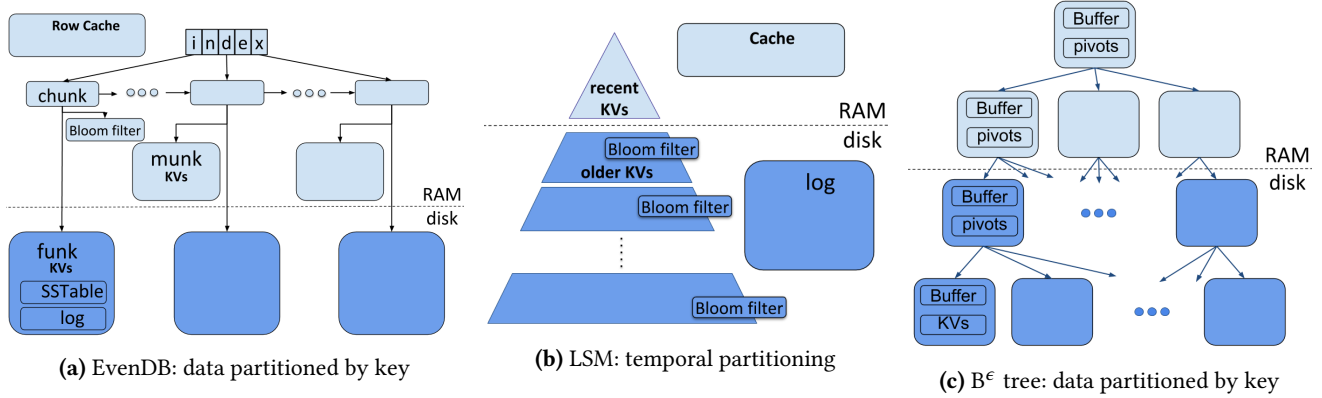 Row Cache
index
chunk
Bloom filter
munk
KVs
RAM
disk
funk
KVs
SSTable
log
(a) EvenDB: data partitioned by key
Cache
recent
KVs
RAM
disk
Bloom filter
older KVs
log
Bloom filter
Bloom filter
(b) LSM: temporal partitioning
Buffer
pivots
Buffer
pivots
RAM
disk
Buffer
pivots
Buffer
KVs
(c) Bϵ tree: data partitioned by key